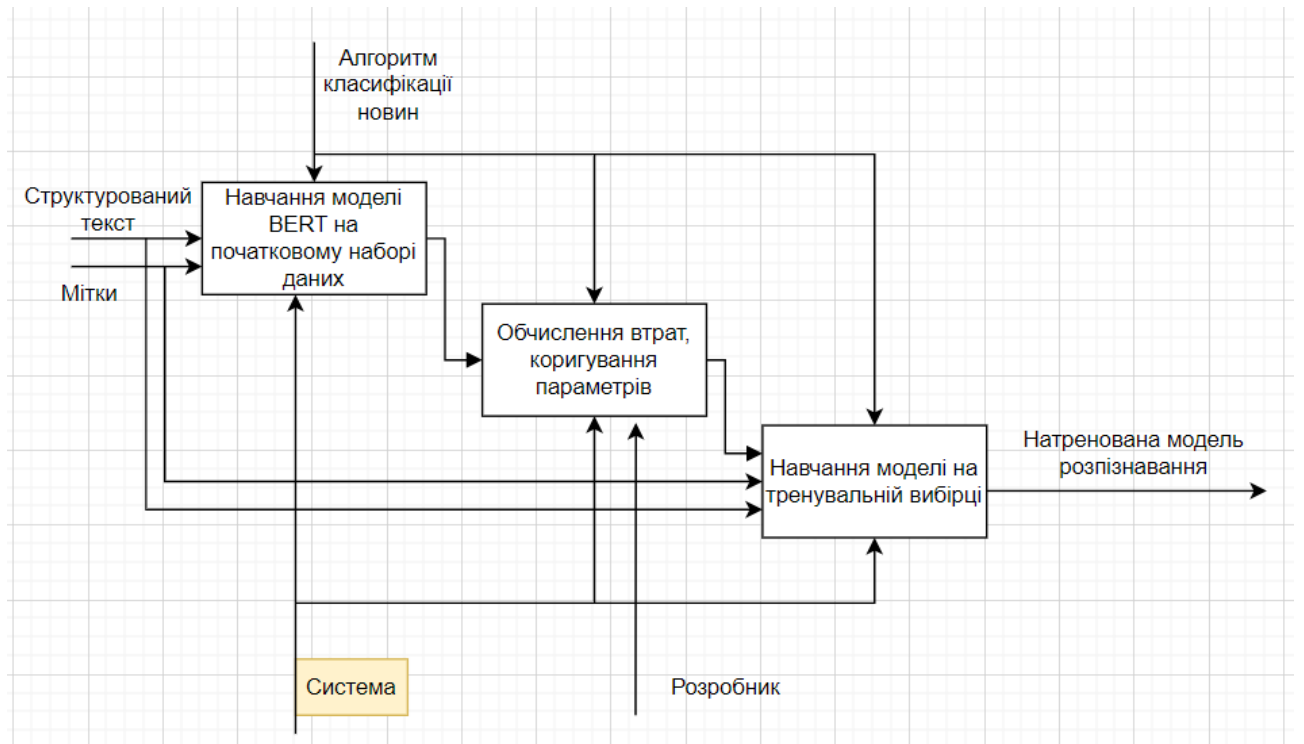 Алгоритм
класифікації
новин
Структурований
текст
Мітки
Навчання моделі
BERT на
початковому наборі
даних
Обчислення втрат,
коригування
параметрів
Навчання моделі на
тренувальній вибірці
Натренована модель
розпізнавання
Система
Розробник